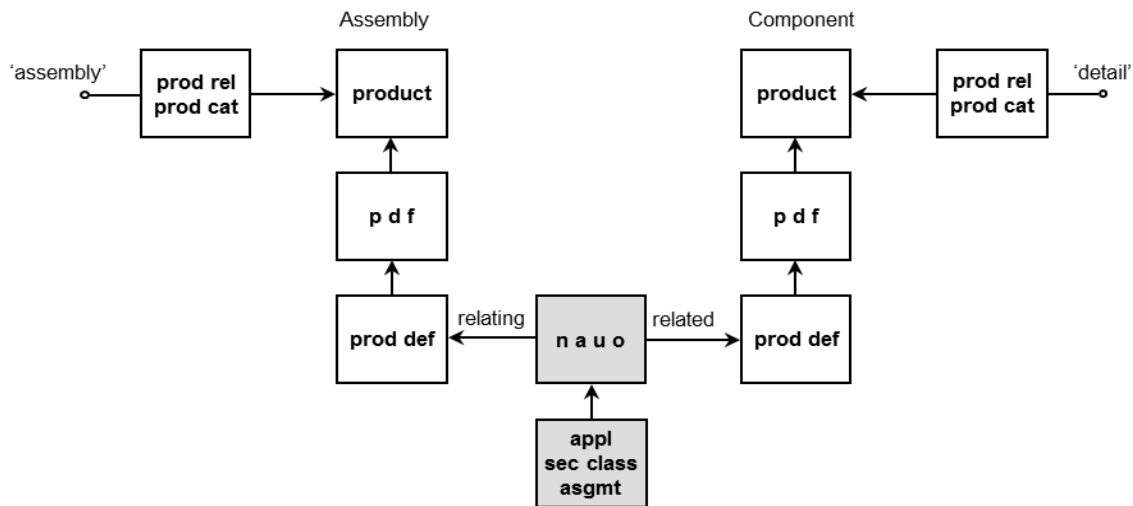 Assembly
Component
‘assembly’
prod rel
prod cat
product
product
prod rel
prod cat
‘detail’
p d f
p d f
prod def
relating
n a u o
related
prod def
appl
sec class
asgmt